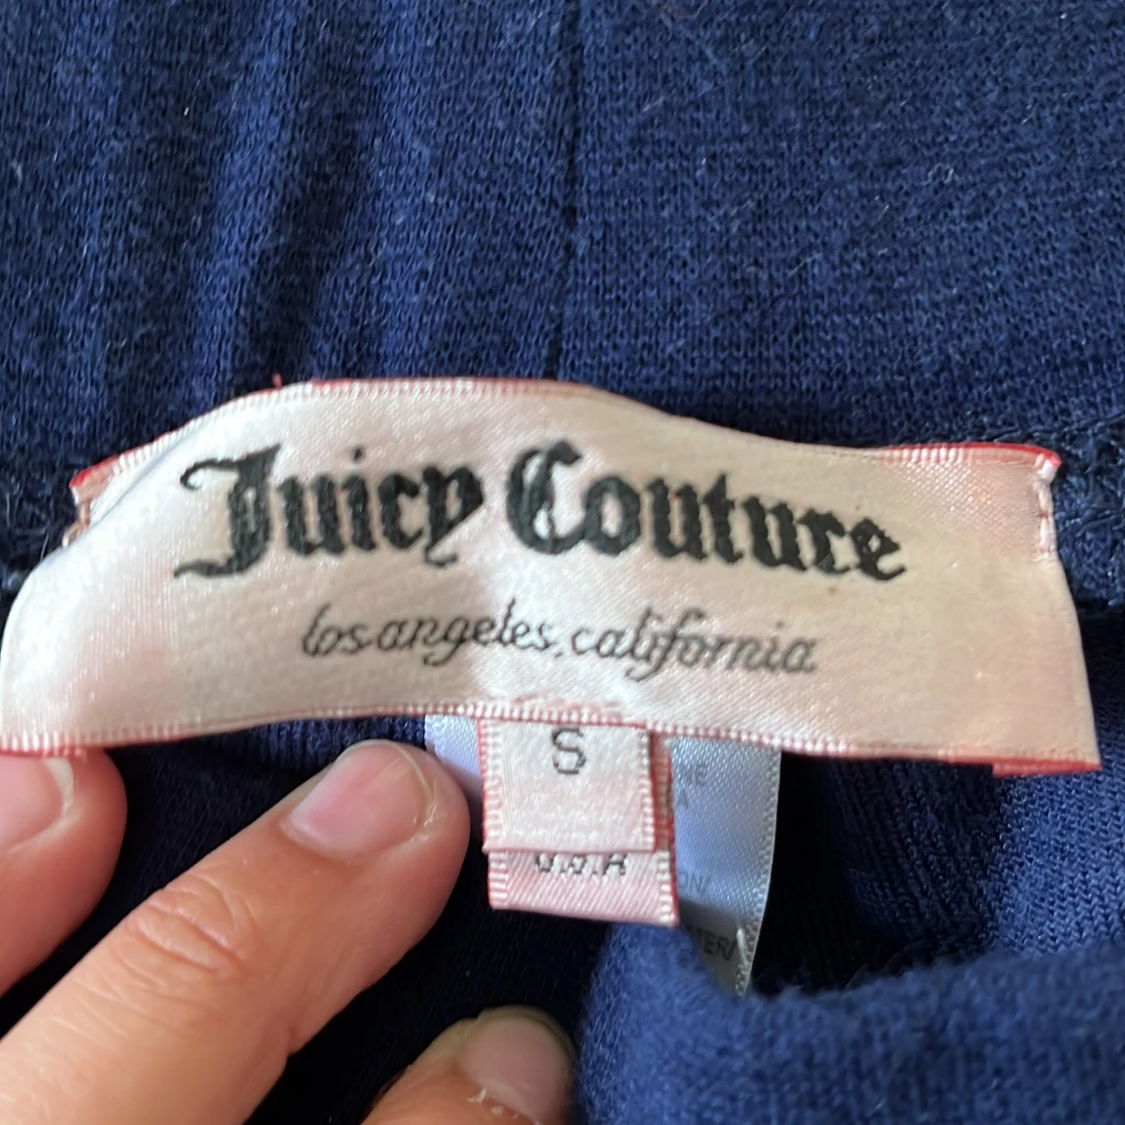 Juicy Couture
los angeles, california
S
U.S.A